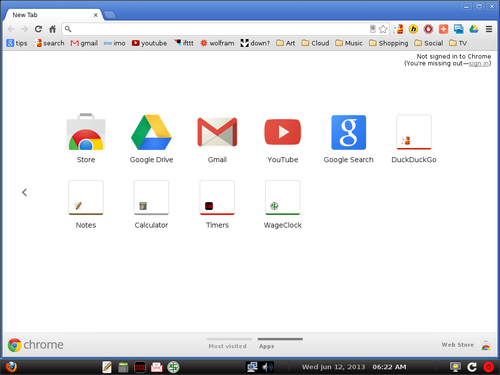 New Tab
tips search gmail imo youtube ifttt wolfram down? Art Cloud Music Shopping Social TV
Not signed in to Chrome
(You're missing out—sign in)
Store Google Drive Gmail YouTube Google Search DuckDuckGo
Notes Calculator Timers WageClock
chrome Most visited Apps Web Store
Wed Jun 12, 2013 06:22 AM